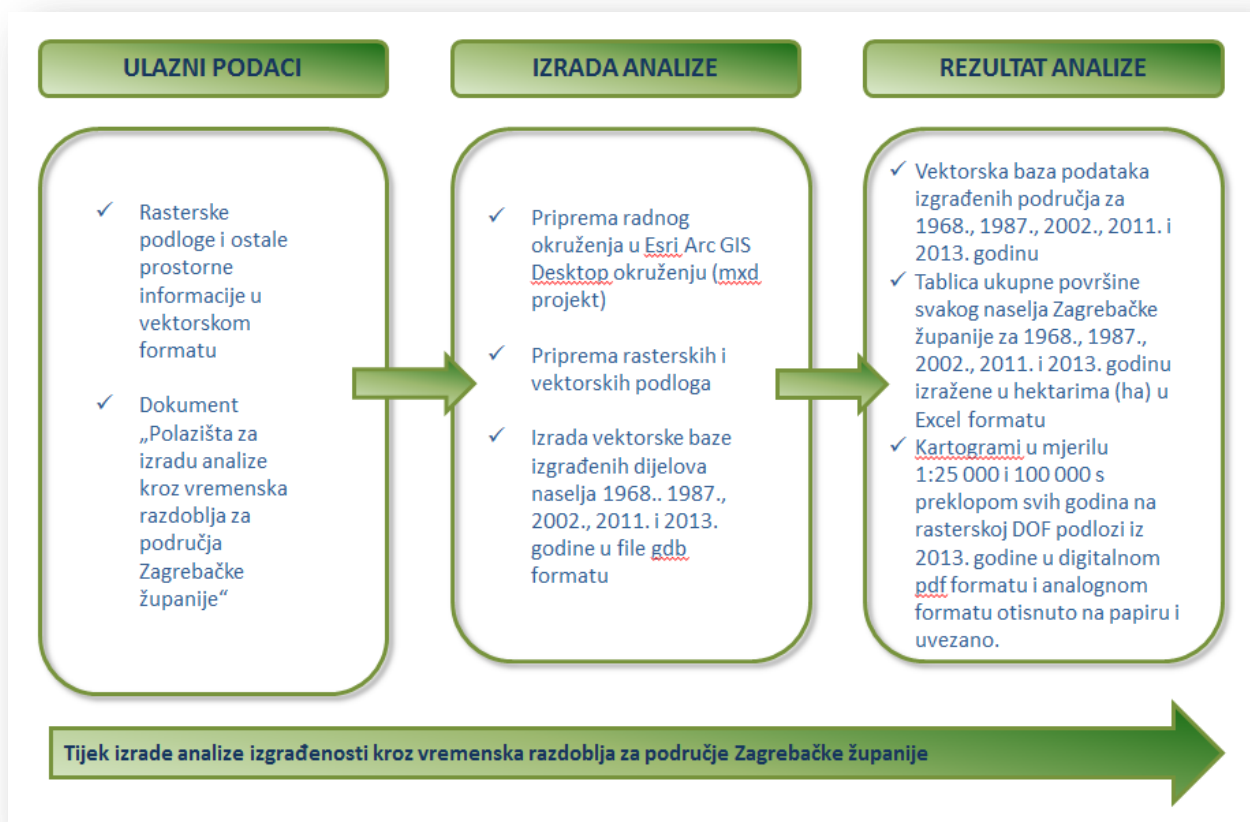 ULAZNI PODACI
✓ Rasterske
podloge i ostale
prostorne
informacije u
vektorskom
formatu
✓ Dokument
„Polazišta za
izradu analize
kroz vremenska
razdoblja za
područja
Zagrebačke
županije“
IZRADA ANALIZE
✓ Priprema radnog
okruženja u Esri Arc GIS
Desktop okruženju (mxd
projekt)
✓ Priprema rasterskih i
vektorskih podloga
✓ Izrada vektorske baze
izgrađenih dijelova
naselja 1968.. 1987.,
2002., 2011. i 2013.
godine u file gdb
formatu
REZULTAT ANALIZE
✓ Vektorska baza podataka
izgrađenih područja za
1968., 1987., 2002., 2011. i
2013. godinu
✓ Tablica ukupne površine
svakog naselja Zagrebačke
županije za 1968., 1987.,
2002., 2011. i 2013. godinu
izražene u hektarima (ha) u
Excel formatu
✓ Kartogrami u mjerilu
1:25 000 i 100 000 s
preklopom svih godina na
rasterskoj DOF podlozi iz
2013. godine u digitalnom
pdf formatu i analognom
formatu otisnuto na papiru i
uvezano.
Tijek izrade analize izgrađenosti kroz vremenska razdoblja za područje Zagrebačke županije